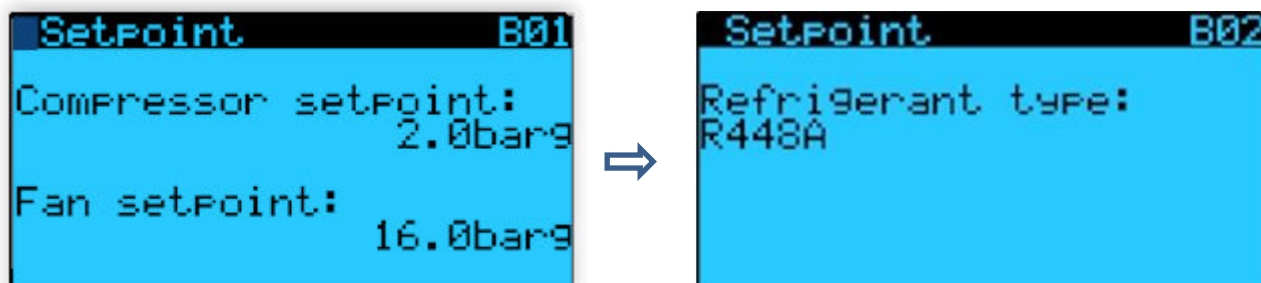 Setpoint B01
Compressor setpoint:
2.0barg
Fan setpoint:
16.0barg
Setpoint B02
Refrigerant type:
R448A